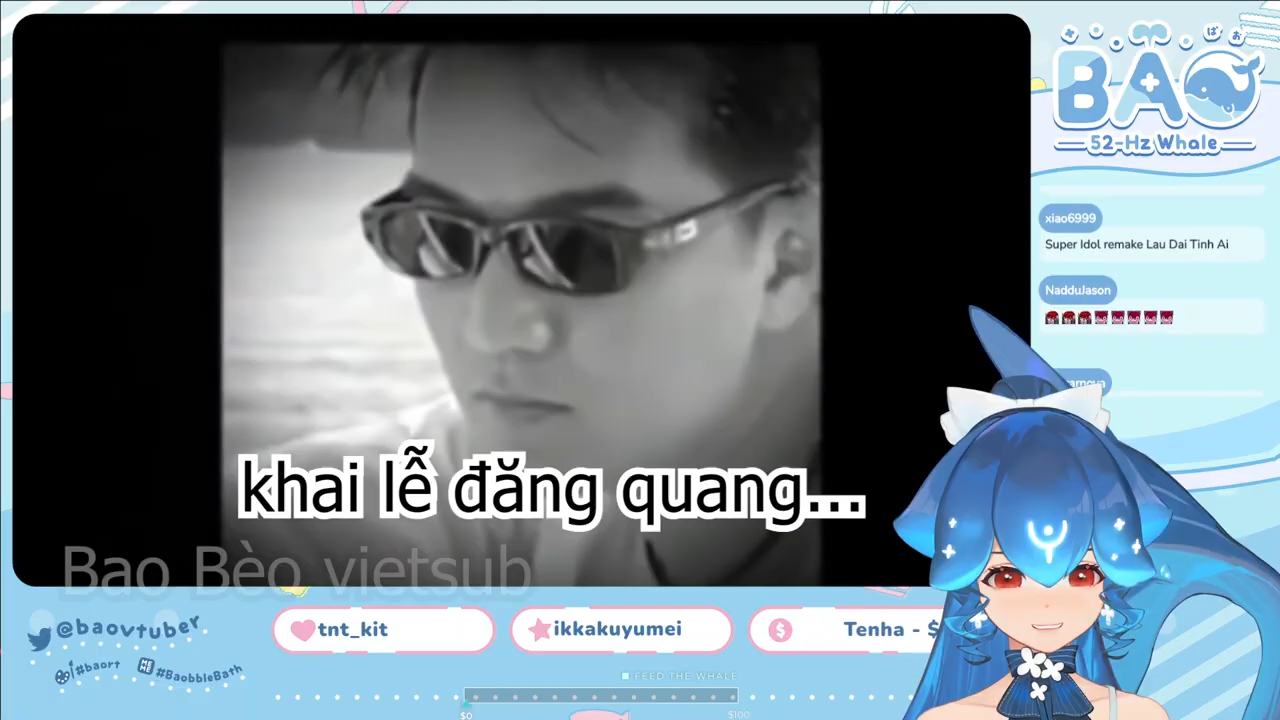 ばお
BAO
52-Hz Whale
xiao6999
Super Idol remake Lau Dai Tinh Ai
NadduJason
khai lễ đăng quang...
Bao Bèo vietsub
@baovtuber
#baort
MEME
#BaobbleBath
tnt_kit
ikkakuyumei
Tenha - $
FEED THE WHALE
$0
$100